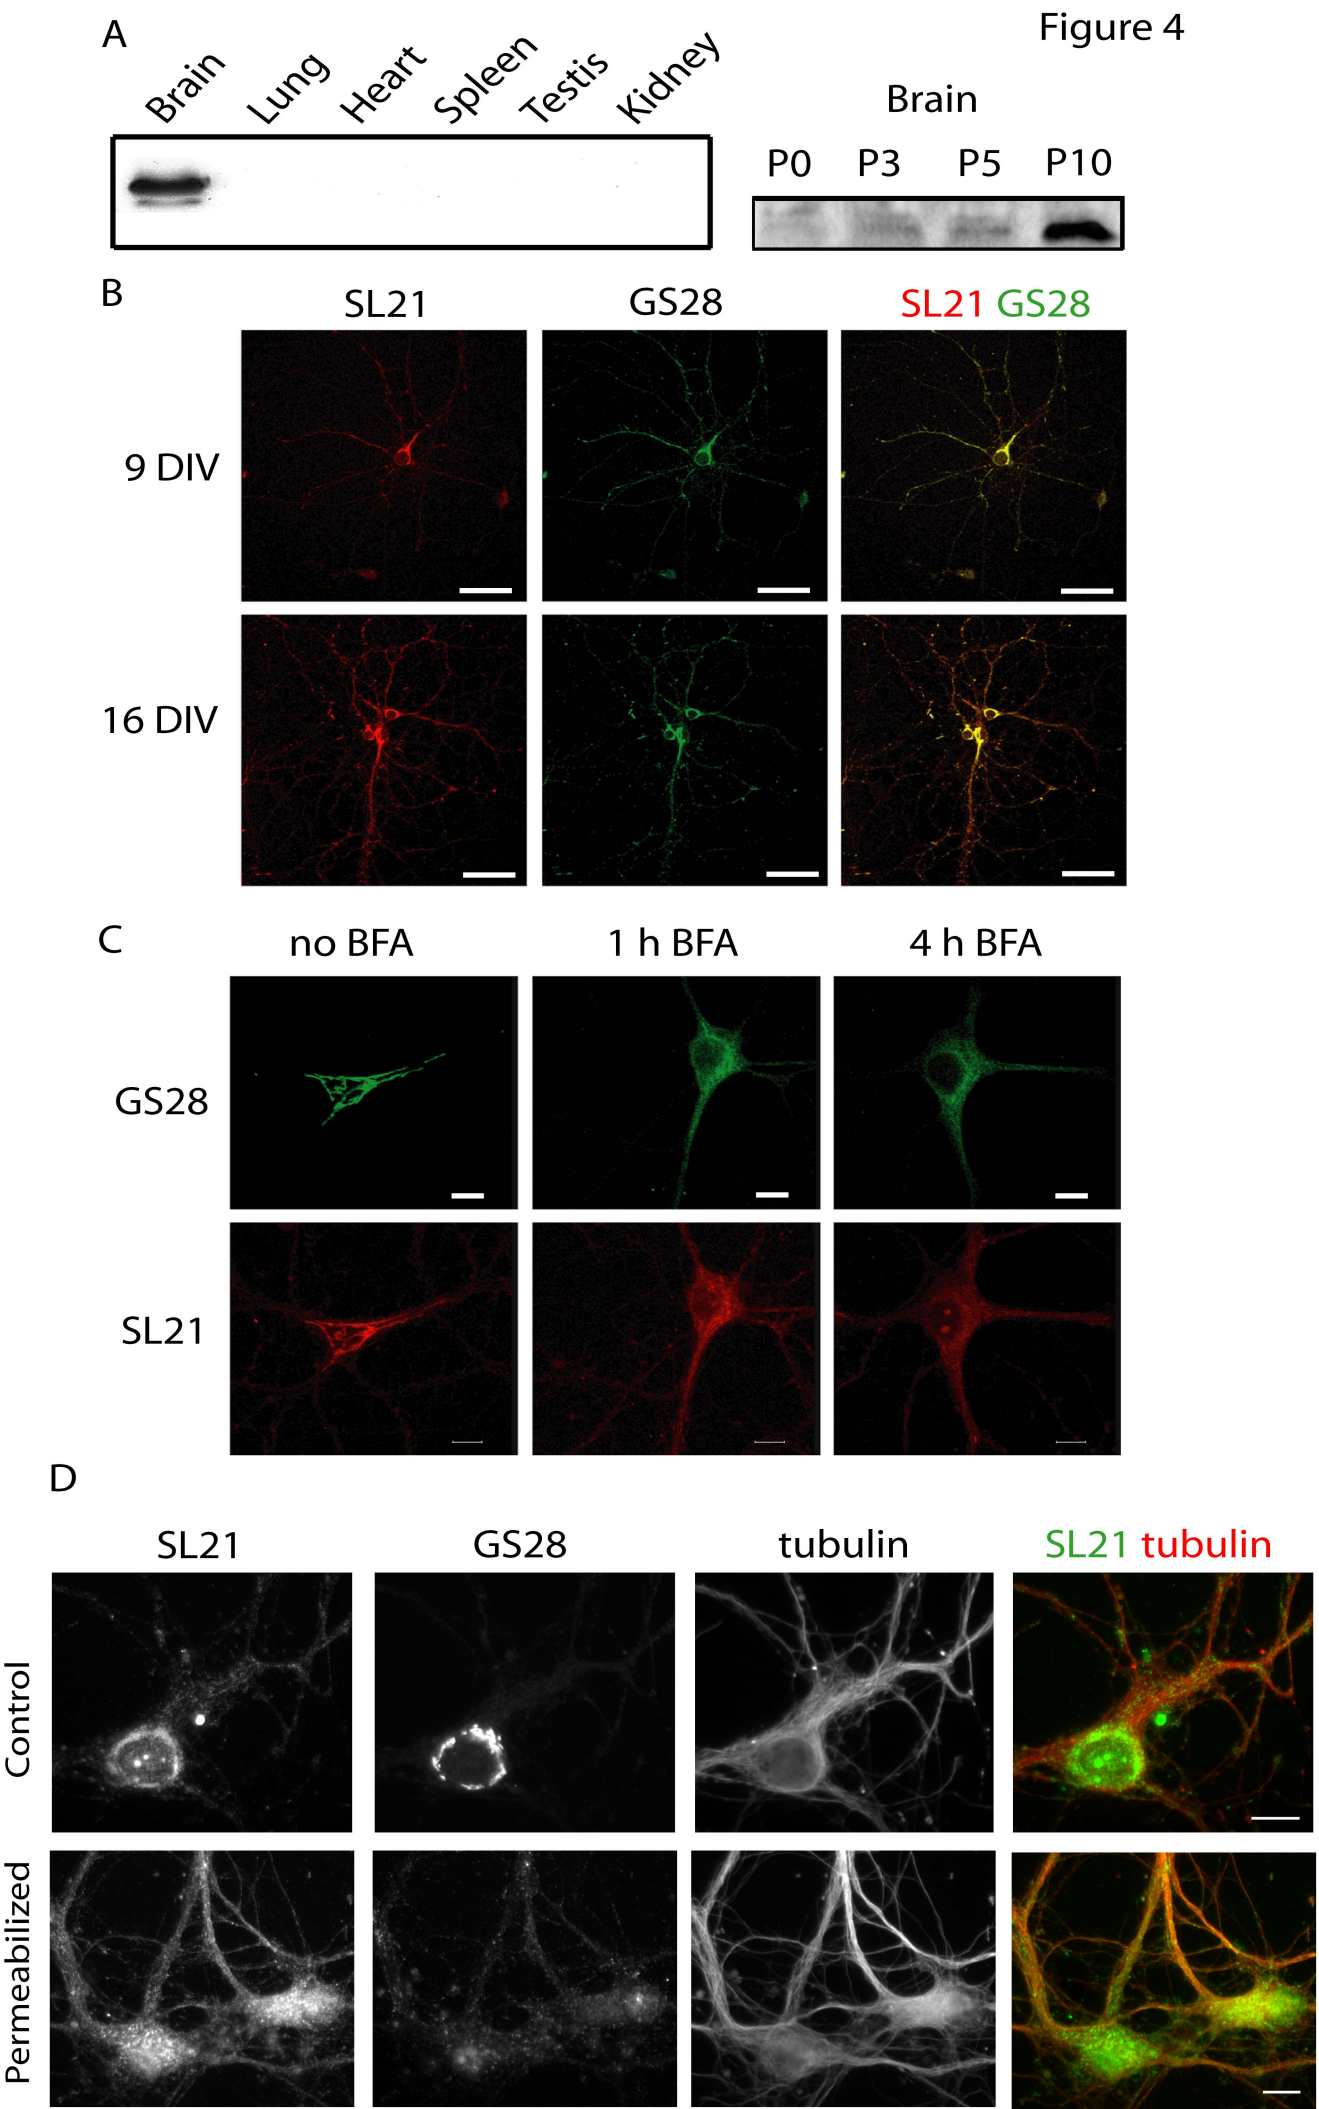 Figure 4
A
Brain Lung Heart Spleen Testis Kidney
Brain
P0 P3 P5 P10
B
SL21 GS28 SL21 GS28
9 DIV
16 DIV
C
no BFA 1 h BFA 4 h BFA
GS28
SL21
D
SL21 GS28 tubulin SL21 tubulin
Control
Permeabilized